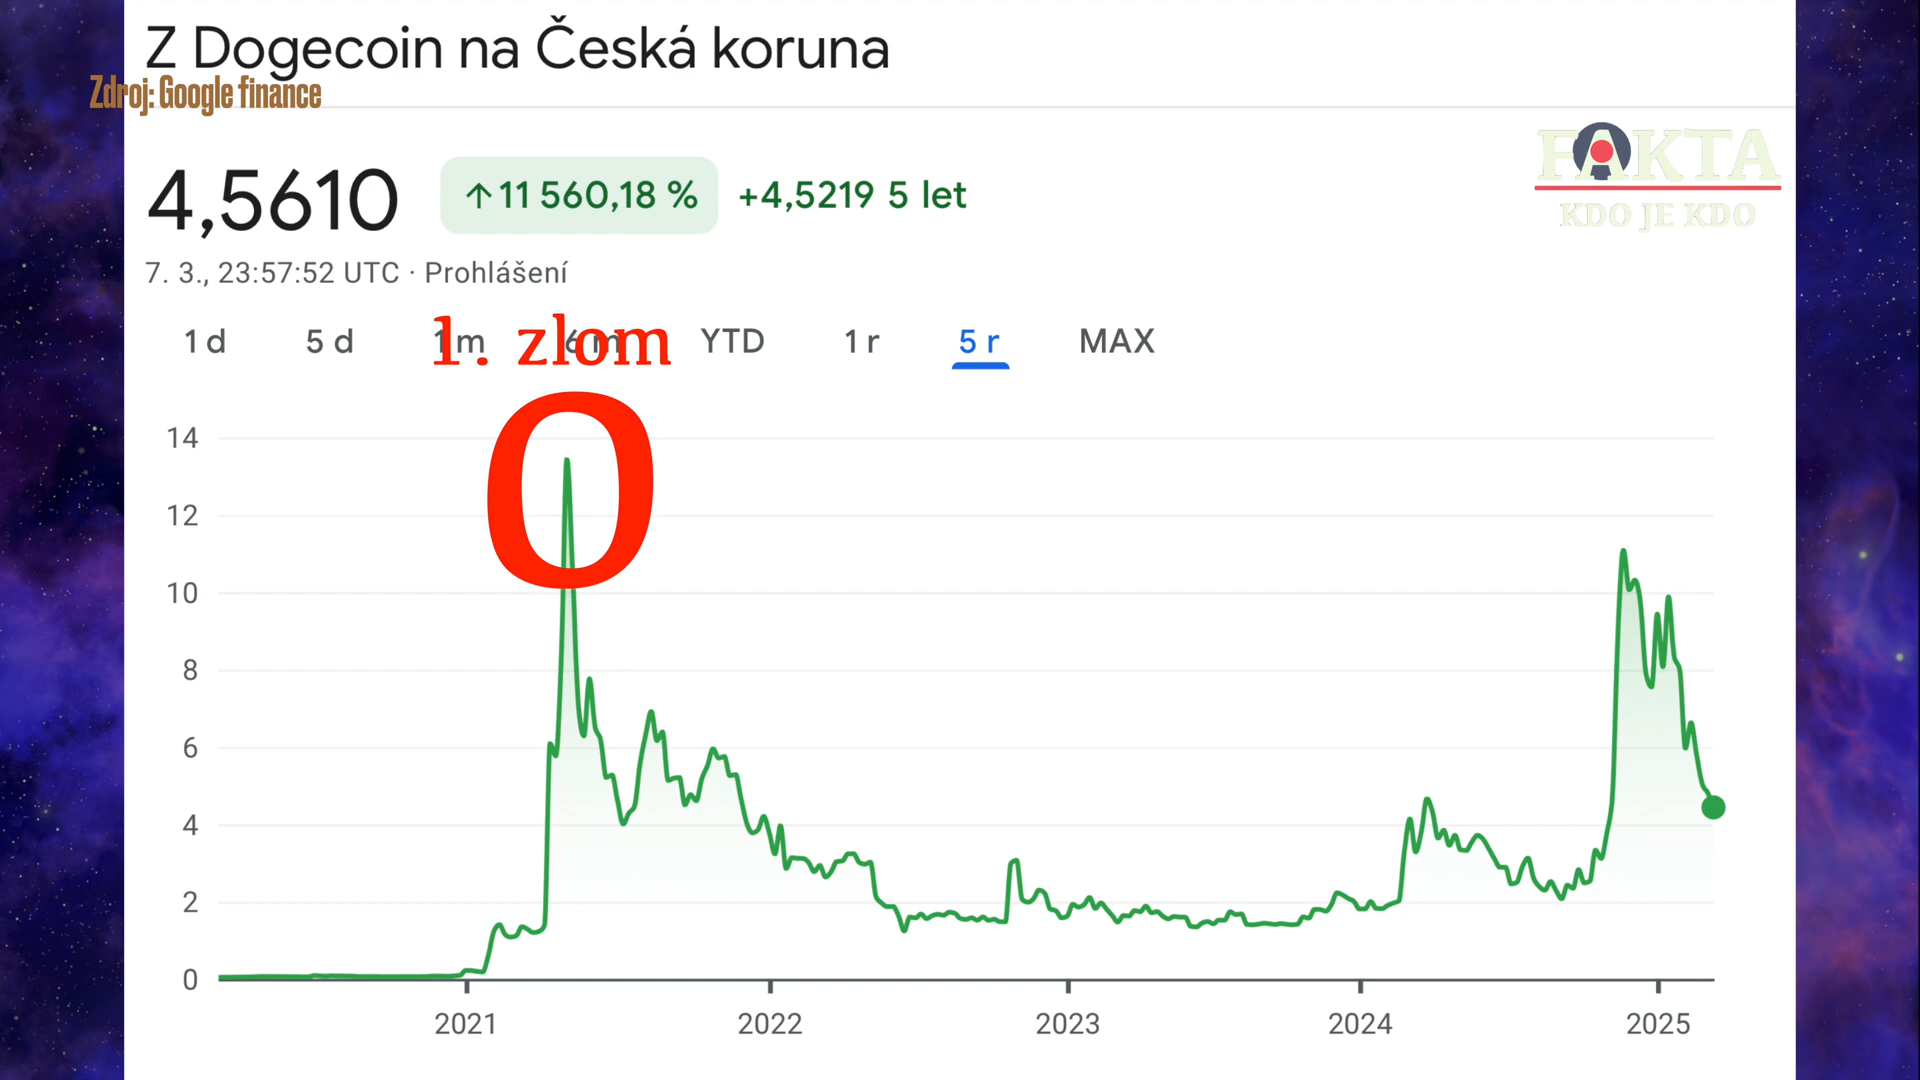 Z Dogecoin na Česká koruna
Zdroj: Google finance
FAKTA
KDO JE KDO
4,5610 ↑11 560,18 % +4,5219 5 let
7. 3., 23:57:52 UTC · Prohlášení
1. zlom
1 d 5 d 1 m 6 m YTD 1 r 5 r MAX
O
14
12
10
8
6
4
2
0
2021 2022 2023 2024 2025